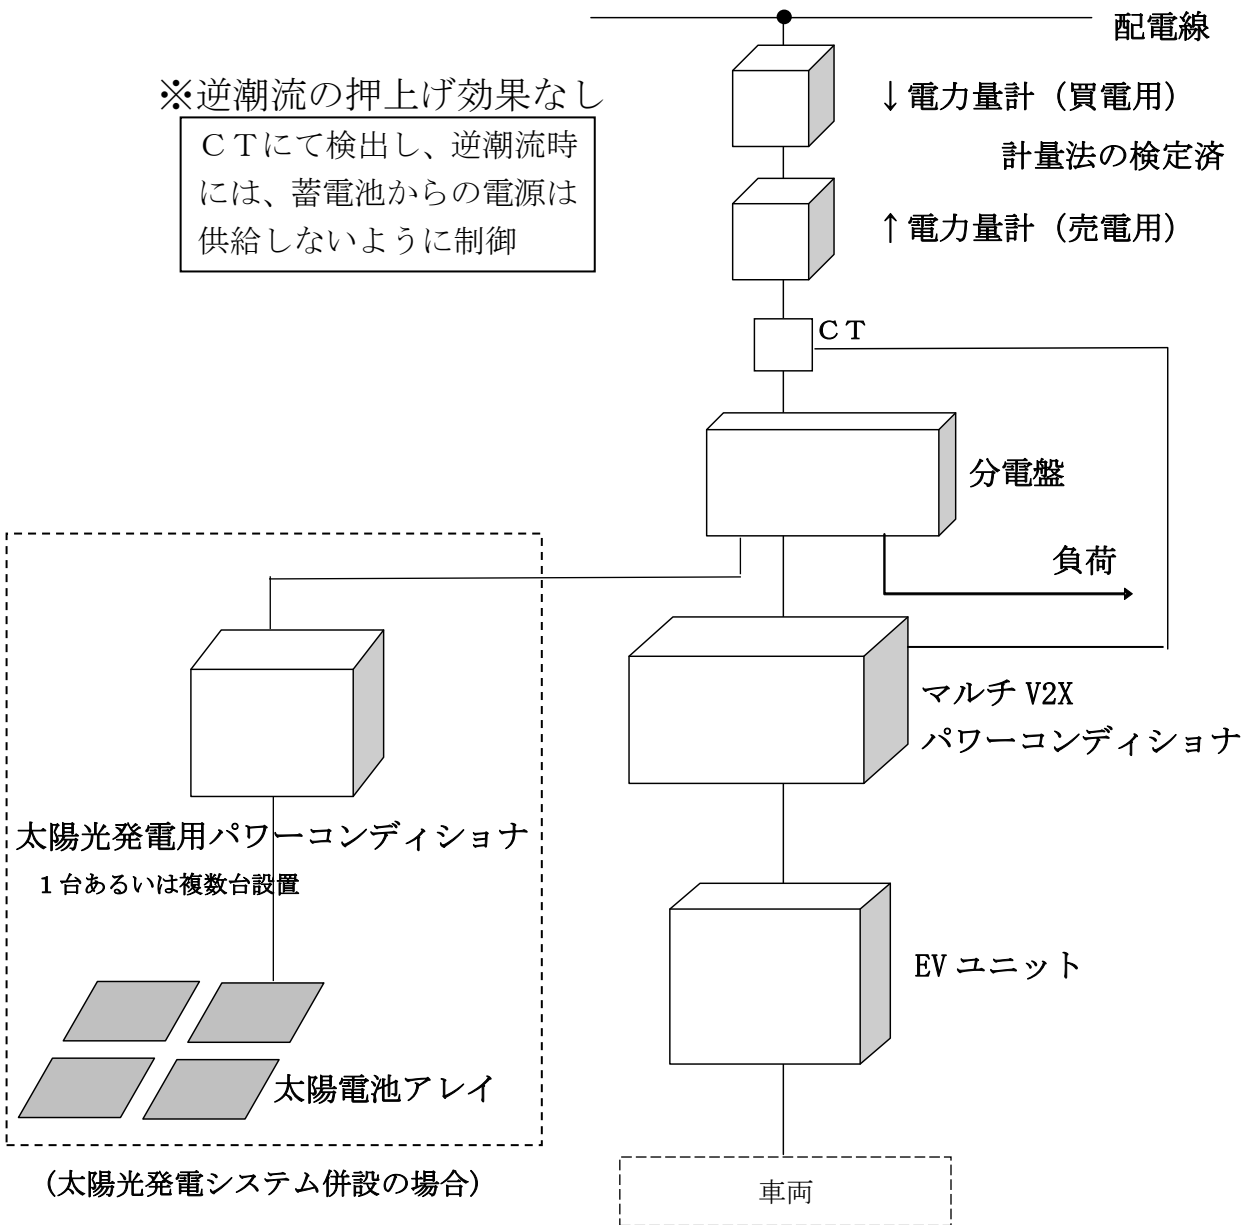 配電線
※逆潮流の押上げ効果なし
↓電力量計（買電用）
ＣＴにて検出し、逆潮流時
には、蓄電池からの電源は
供給しないように制御
計量法の検定済
↑電力量計（売電用）
ＣＴ
分電盤
負荷
マルチ V2X
パワーコンディショナ
太陽光発電用パワーコンディショナ
1 台あるいは複数台設置
EV ユニット
太陽電池アレイ
（太陽光発電システム併設の場合）
車両